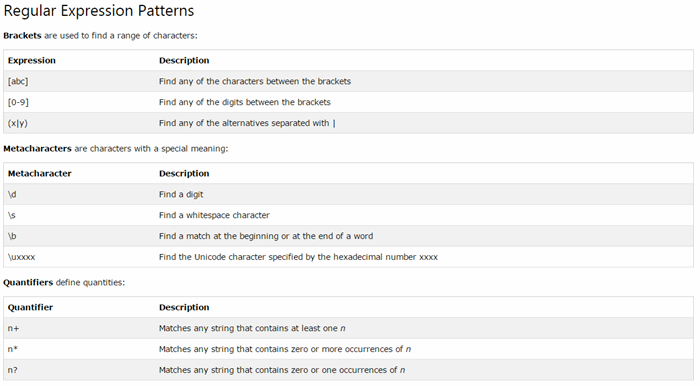 Regular Expression Patterns
Brackets are used to find a range of characters:
Expression Description
[abc] Find any of the characters between the brackets
[0-9] Find any of the digits between the brackets
(x|y) Find any of the alternatives separated with |
Metacharacters are characters with a special meaning:
Metacharacter Description
\d Find a digit
\s Find a whitespace character
\b Find a match at the beginning or at the end of a word
\uxxxx Find the Unicode character specified by the hexadecimal number xxxx
Quantifiers define quantities:
Quantifier Description
n+ Matches any string that contains at least one n
n* Matches any string that contains zero or more occurrences of n
n? Matches any string that contains zero or one occurrences of n